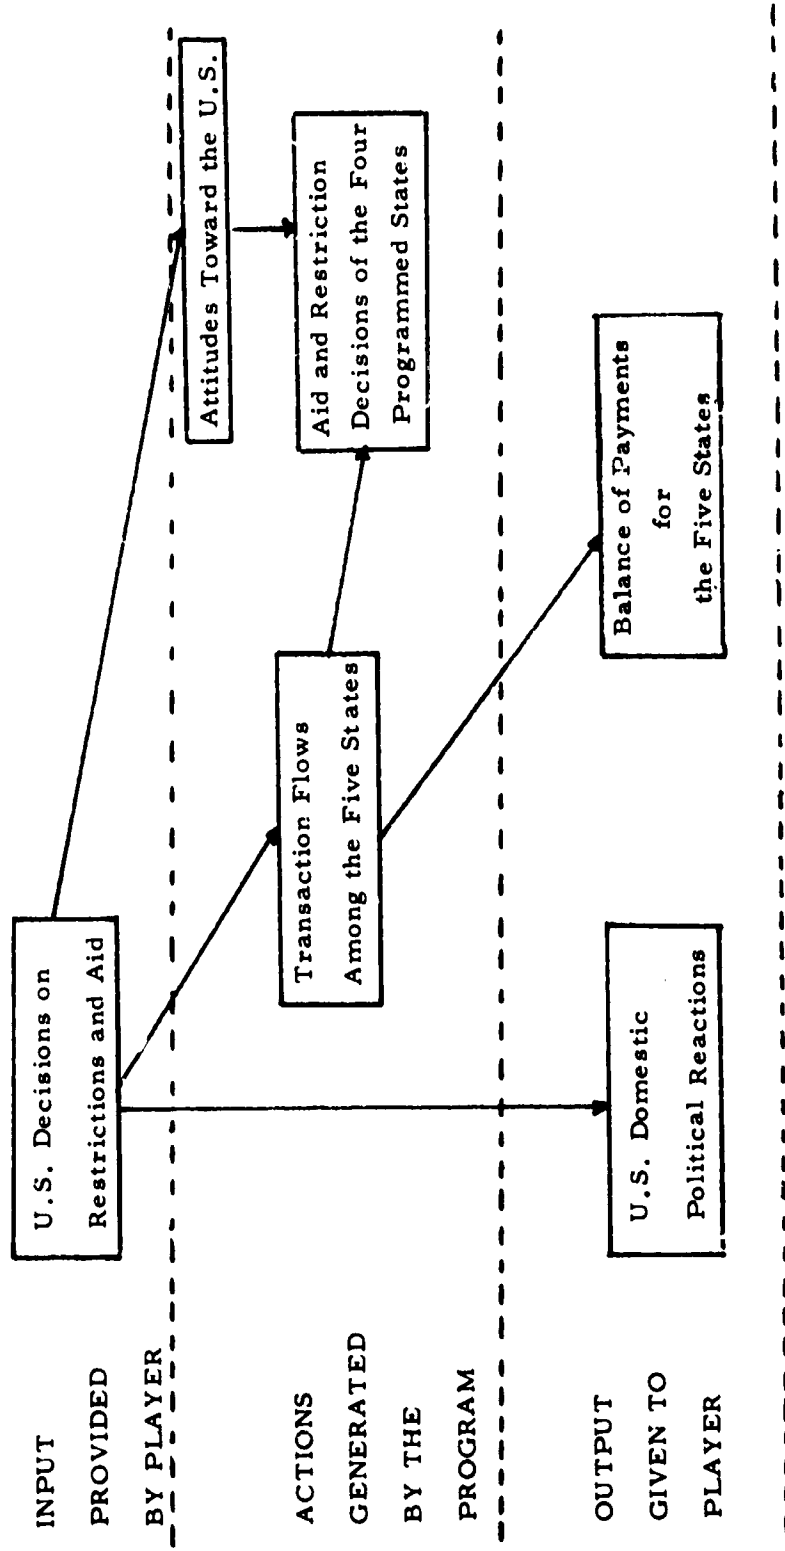 INPUT
PROVIDED
BY PLAYER
U.S. Decisions on
Restrictions and Aid
Attitudes Toward the U.S.
ACTIONS
GENERATED
BY THE
PROGRAM
Transaction Flows
Among the Five States
Aid and Restriction
Decisions of the Four
Programmed States
OUTPUT
GIVEN TO
PLAYER
U.S. Domestic
Political Reactions
Balance of Payments
for
the Five States